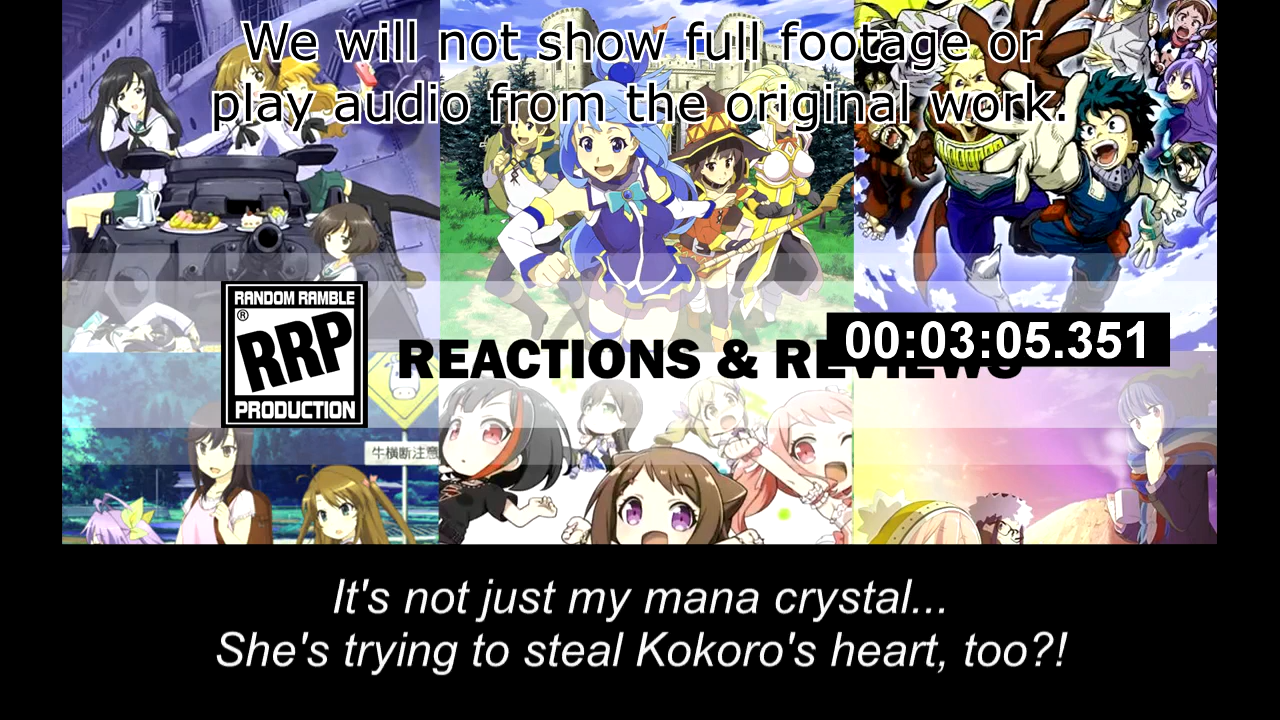 We will not show full footage or
play audio from the original work.
RANDOM RAMBLE
®
RRP
PRODUCTION
REACTIONS & REVIEWS
00:03:05.351
牛横断注意
It's not just my mana crystal...
She's trying to steal Kokoro's heart, too?!